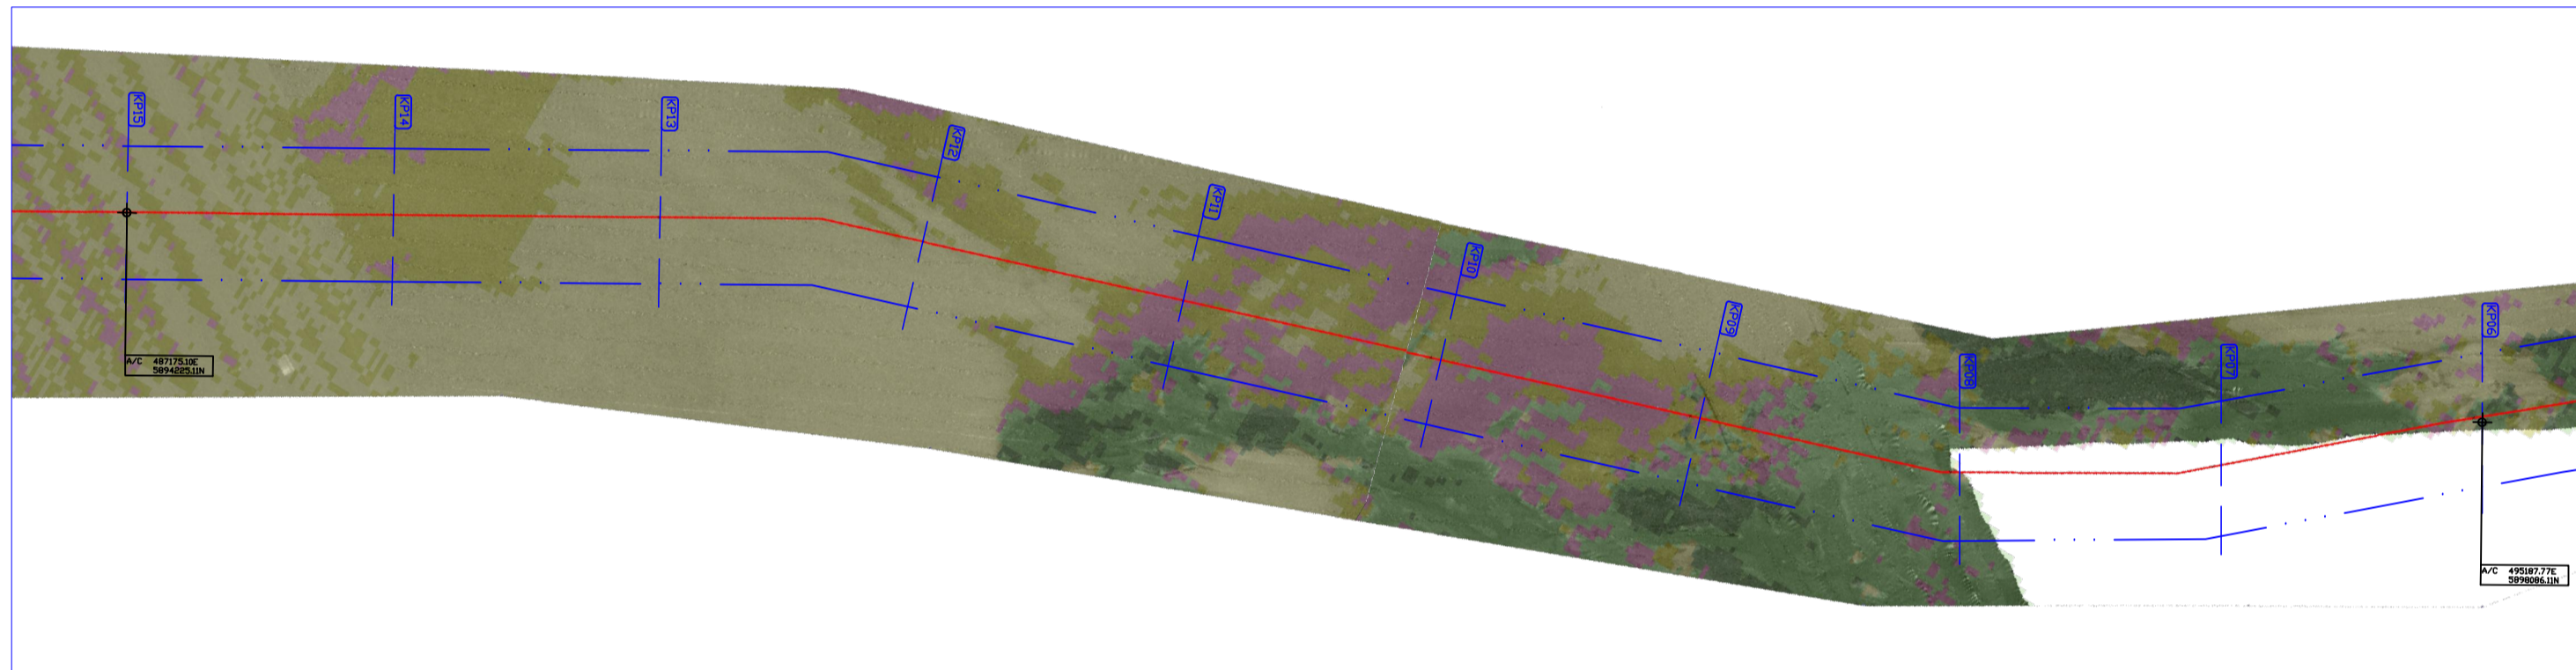 KP15
KP14
KP13
KP12
KP11
KP10
KP09
KP08
KP07
KP06
A/C 487175.10E
5894225.11N
A/C 495187.77E
5898086.11N